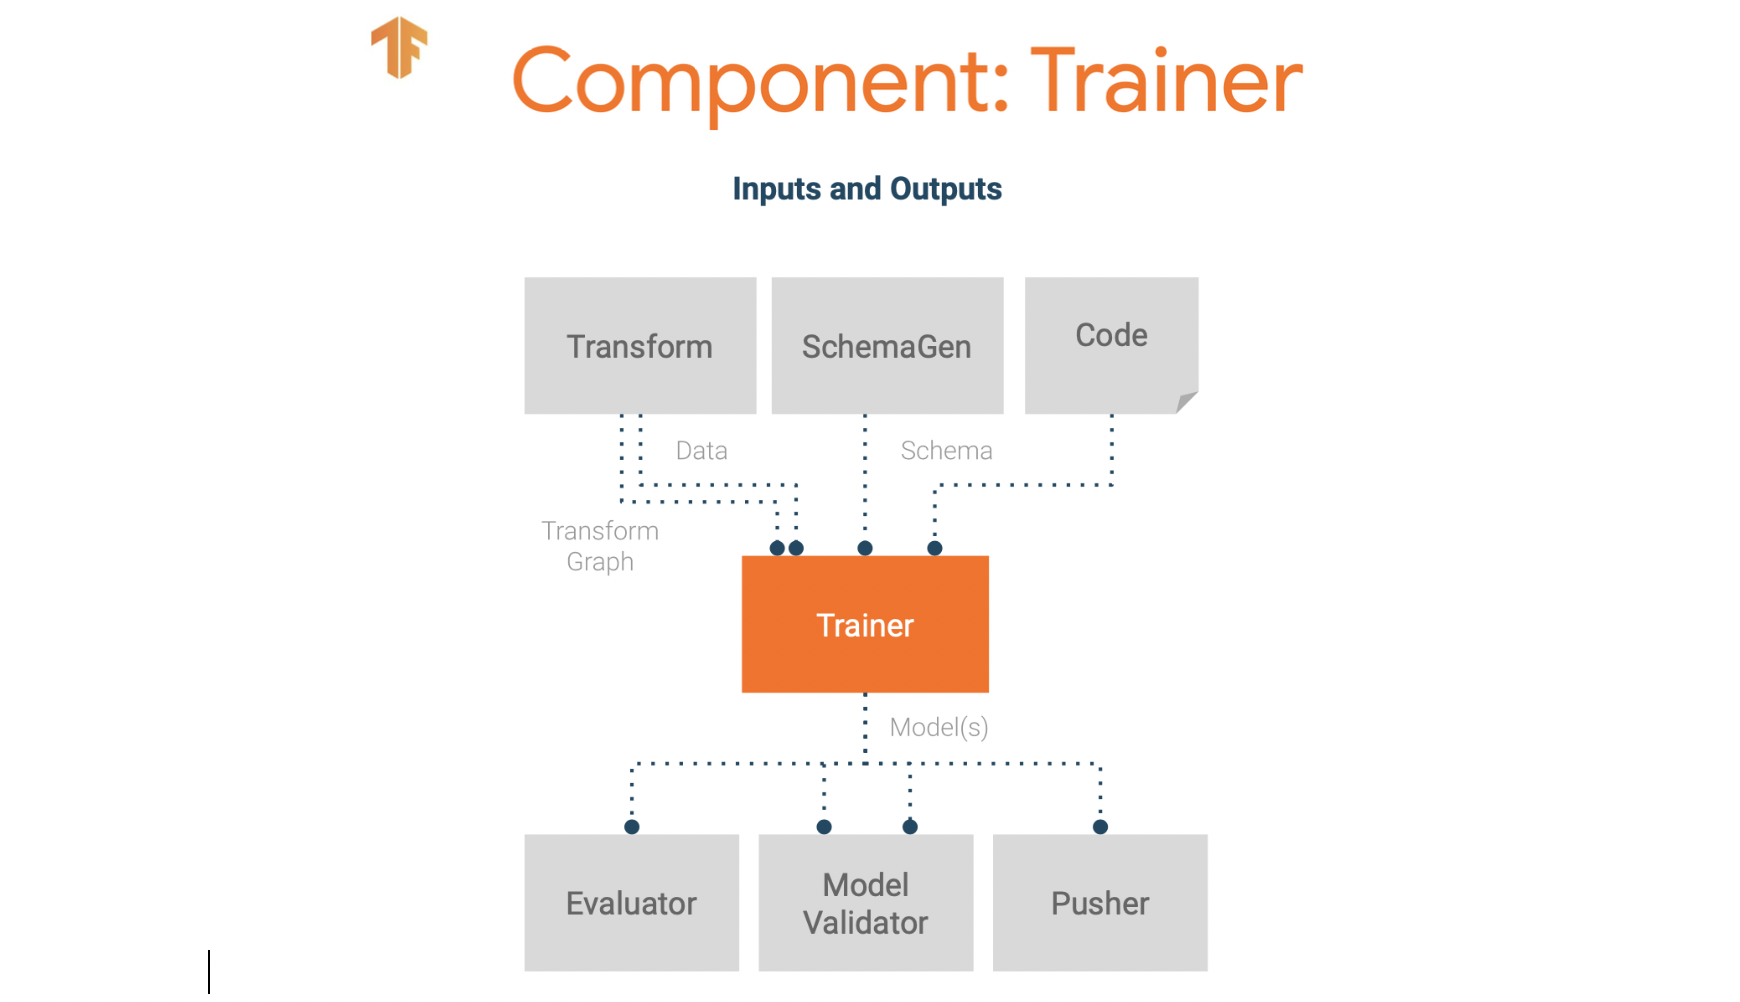 Component: Trainer
Inputs and Outputs
Transform
SchemaGen
Code
Data
Schema
Transform
Graph
Trainer
Model(s)
Evaluator
Model
Validator
Pusher